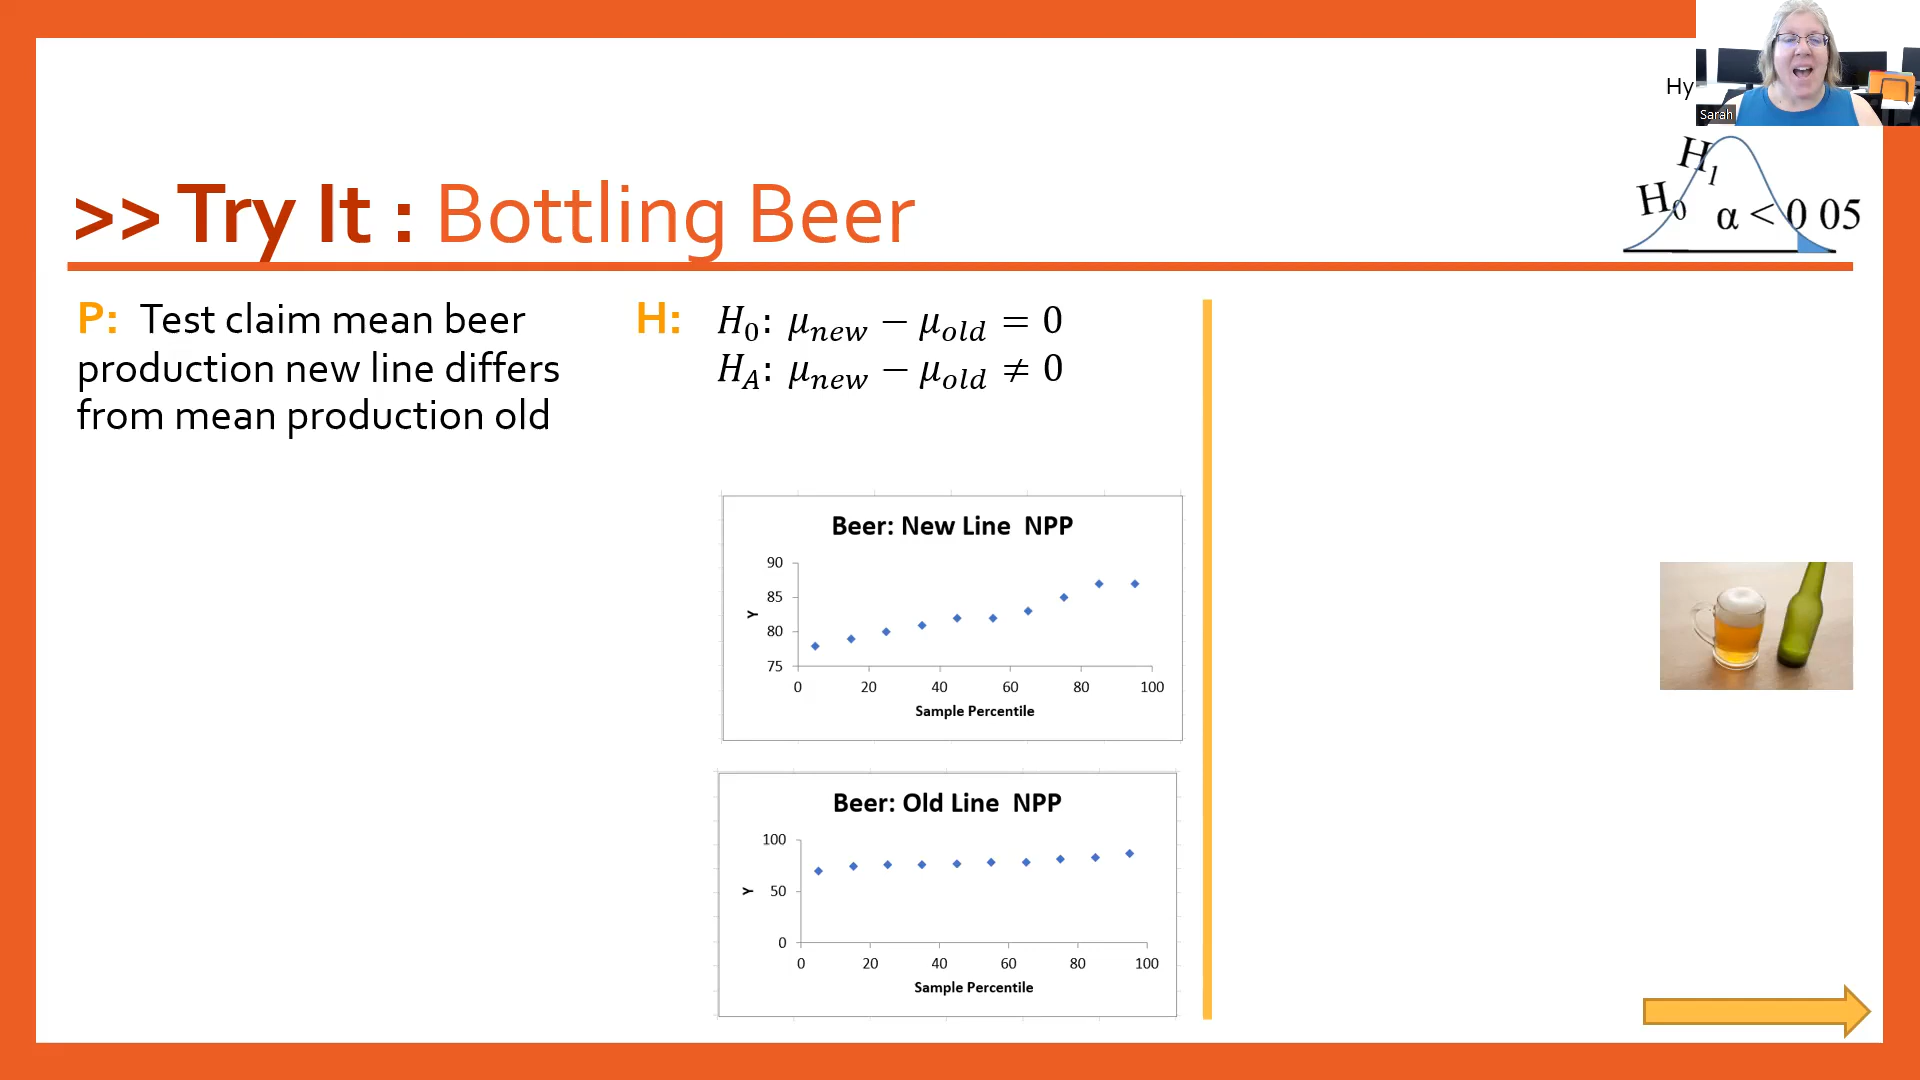 Hy
Sarah
H₁
H₀
α < 0 05
>> Try It : Bottling Beer
P: Test claim mean beer
production new line differs
from mean production old
H: H₀: μₙₑw − μₒₗd = 0
H_A: μₙₑw − μₒₗd ≠ 0
Beer: New Line NPP
90
85
80
75
Y
0 20 40 60 80 100
Sample Percentile
Beer: Old Line NPP
100
50
0
Y
0 20 40 60 80 100
Sample Percentile